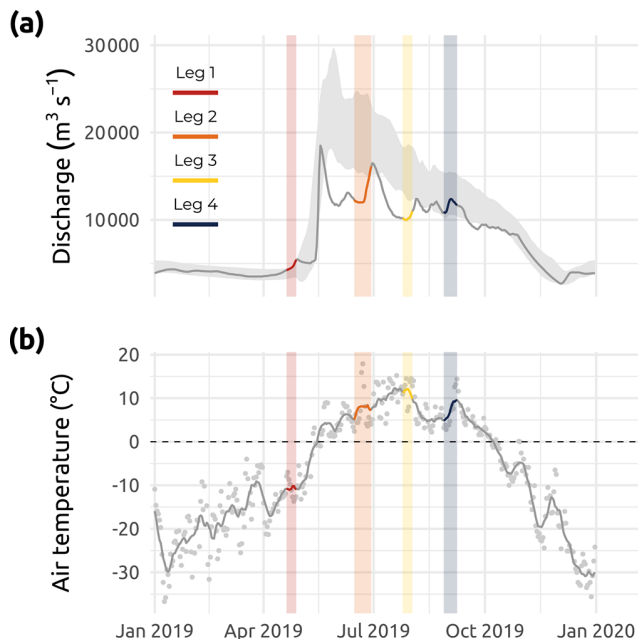 (a)
30000
20000
10000
Discharge (m³ s⁻¹)
Leg 1
Leg 2
Leg 3
Leg 4
(b)
20
10
0
-10
-20
-30
Air temperature (°C)
Jan 2019 Apr 2019 Jul 2019 Oct 2019 Jan 2020